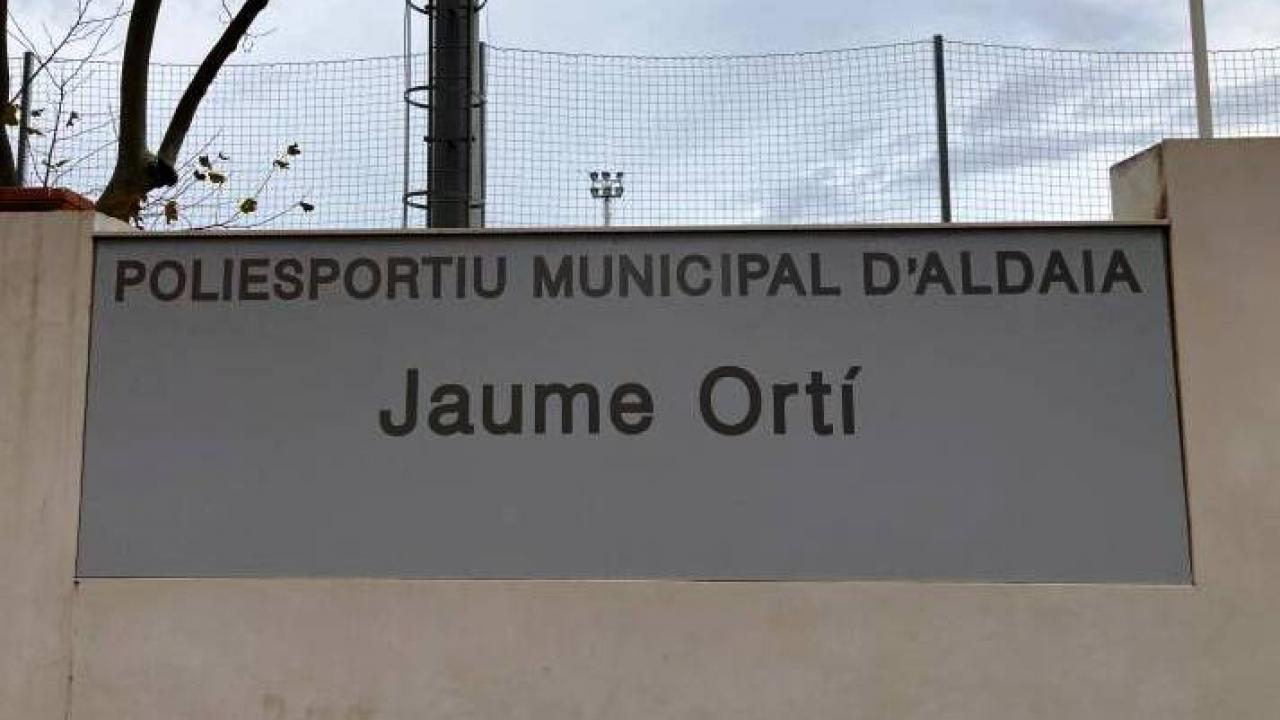 POLIESPORTIU MUNICIPAL D'ALDAIA
Jaume Ortí